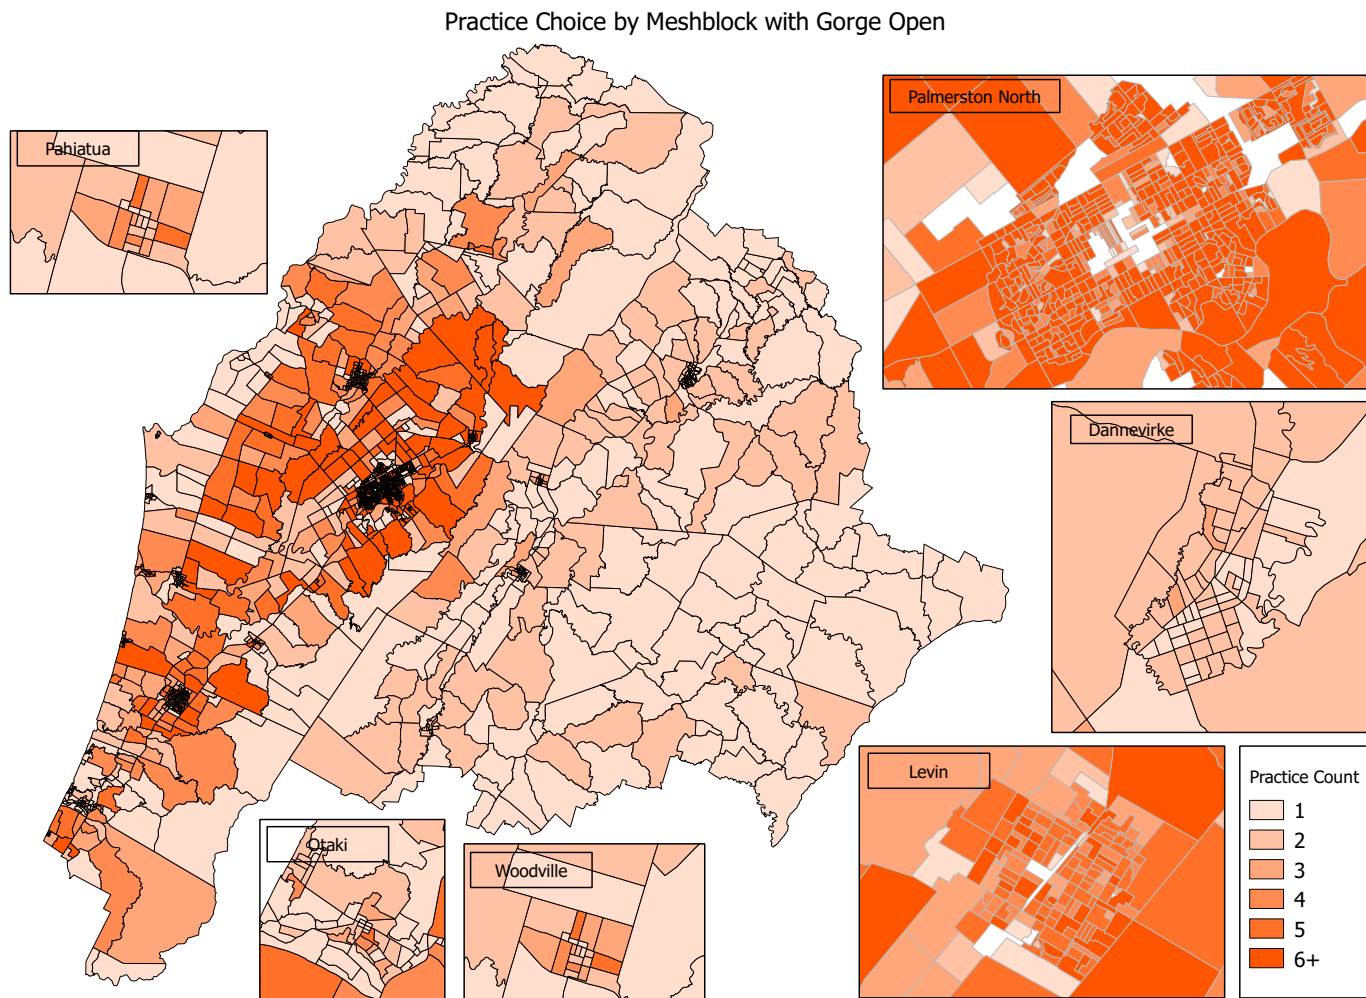 Practice Choice by Meshblock with Gorge Open
Pahiatua
Palmerston North
Dannevirke
Levin
Otaki
Woodville
Practice Count
1
2
3
4
5
6+